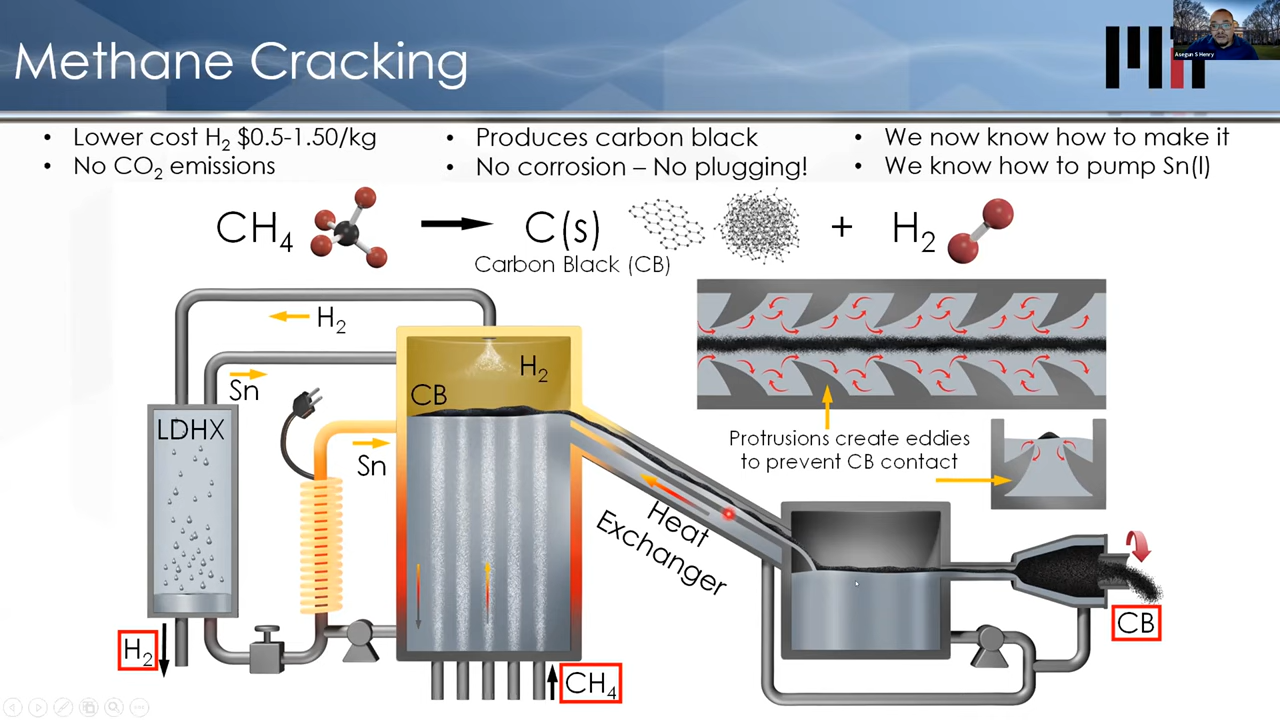 Methane Cracking
Asegun S Henry
• Lower cost H₂ $0.5-1.50/kg
• No CO₂ emissions
• Produces carbon black
• No corrosion – No plugging!
• We now know how to make it
• We know how to pump Sn(l)
CH₄
C(s)
+
H₂
Carbon Black (CB)
H₂
Sn
LDHX
Sn
CB
H₂
Protrusions create eddies
to prevent CB contact
Heat
Exchanger
H₂
CH₄
CB